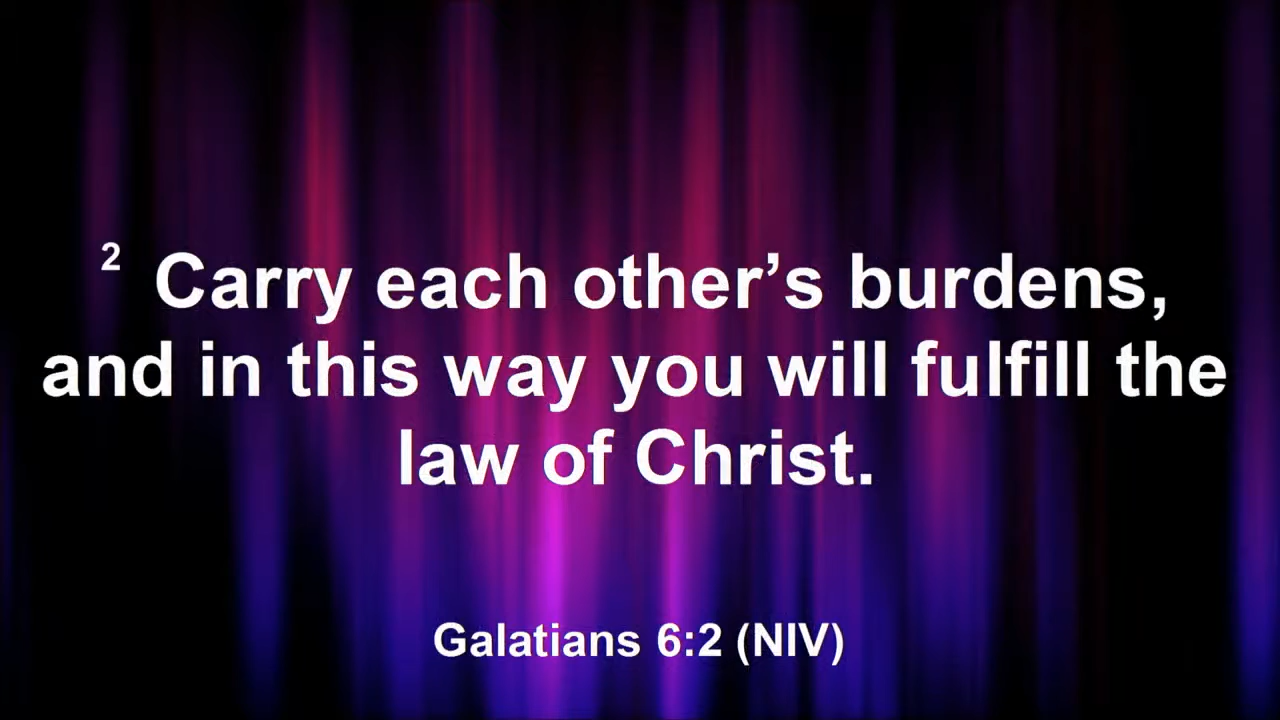 2 Carry each other’s burdens,
and in this way you will fulfill the
law of Christ.
Galatians 6:2 (NIV)